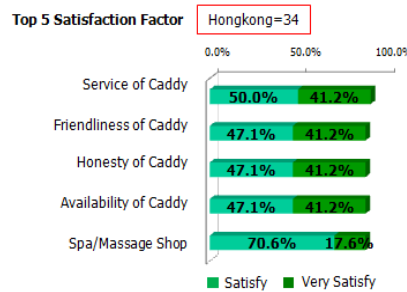 Top 5 Satisfaction Factor Hongkong=34
0.0% 50.0% 100.0%
Service of Caddy 50.0% 41.2%
Friendliness of Caddy 47.1% 41.2%
Honesty of Caddy 47.1% 41.2%
Availability of Caddy 47.1% 41.2%
Spa/Massage Shop 70.6% 17.6%
Satisfy Very Satisfy